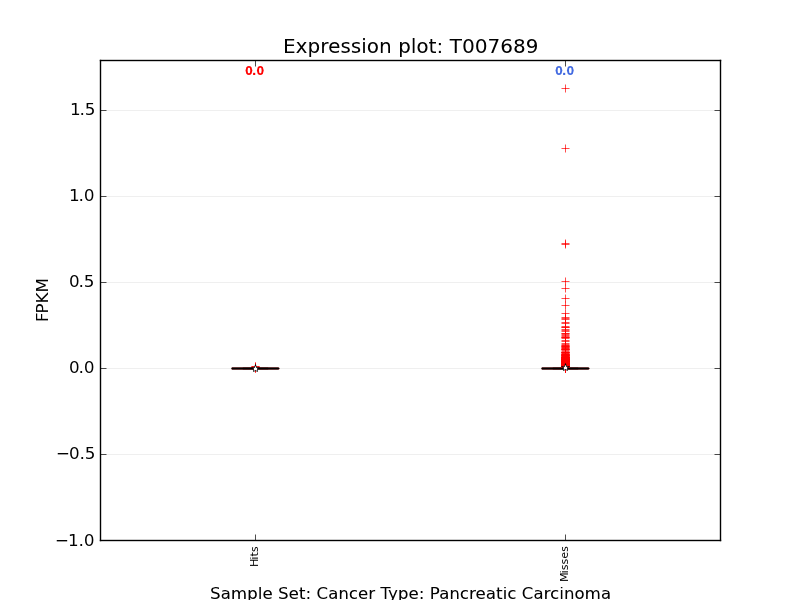 Expression plot: T007689
0.0
0.0
1.5
1.0
0.5
0.0
−0.5
−1.0
FPKM
Hits
Misses
Sample Set: Cancer Type: Pancreatic Carcinoma